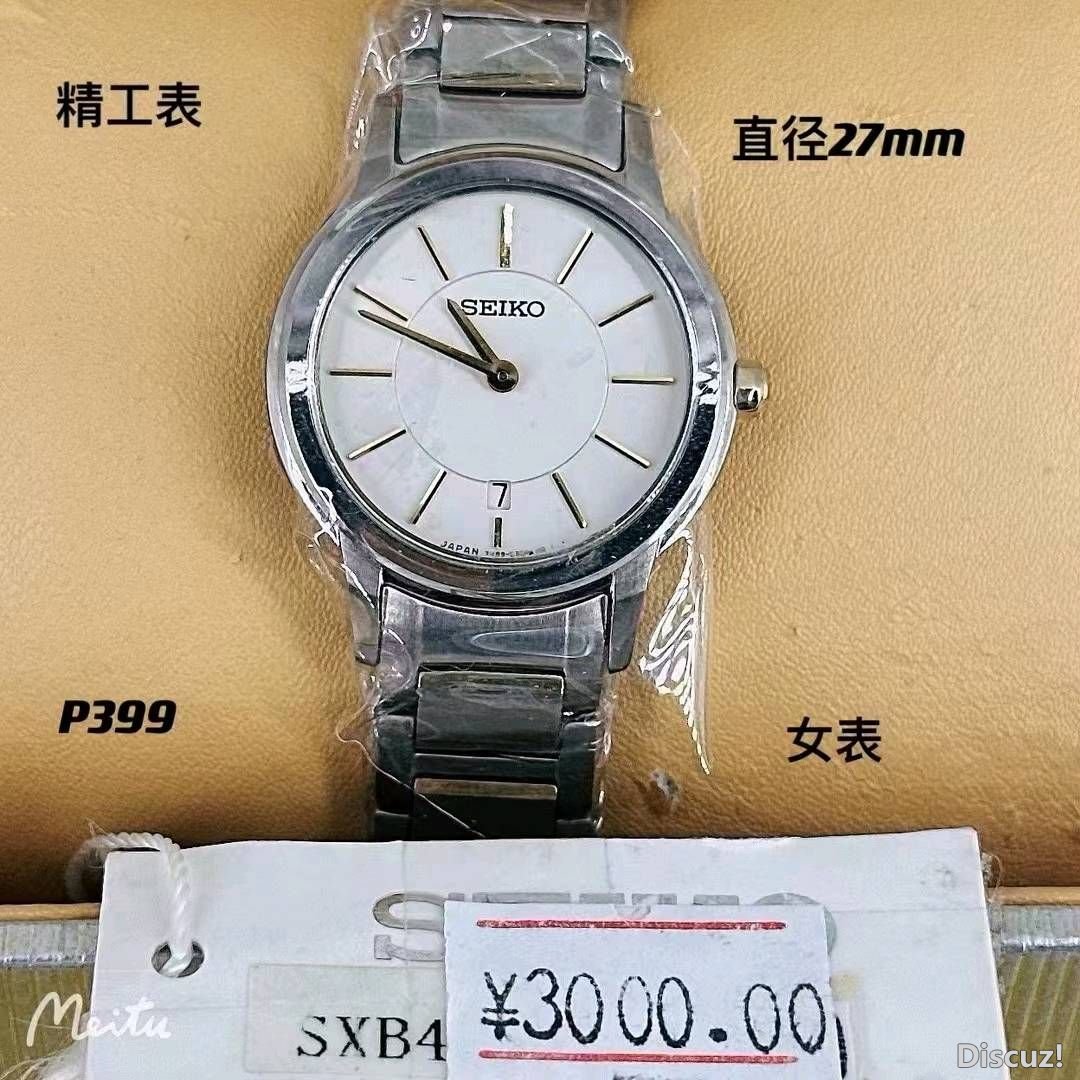 精工表
直径27mm
SEIKO
7
JAPAN
P399
女表
SXB4
¥3000.00
Meitu
Discuz!